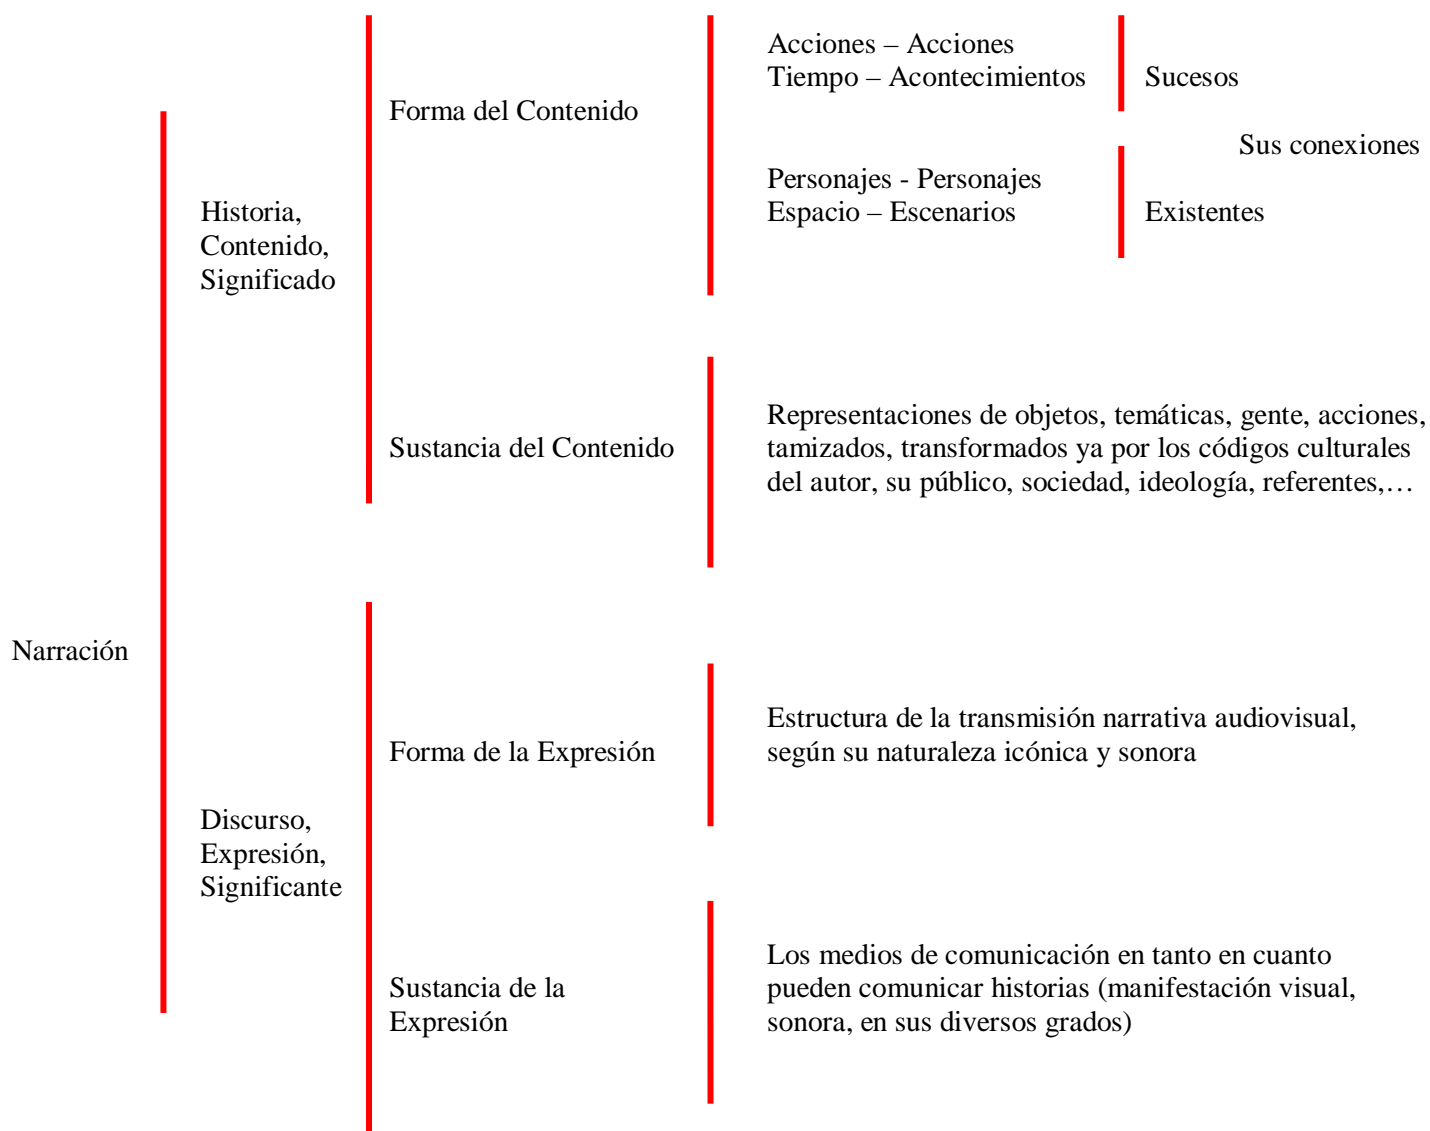 Narración
Historia,
Contenido,
Significado
Forma del Contenido
Acciones – Acciones
Tiempo – Acontecimientos
Sucesos
Sus conexiones
Personajes - Personajes
Espacio – Escenarios
Existentes
Sustancia del Contenido
Representaciones de objetos, temáticas, gente, acciones,
tamizados, transformados ya por los códigos culturales
del autor, su público, sociedad, ideología, referentes,…
Discurso,
Expresión,
Significante
Forma de la Expresión
Estructura de la transmisión narrativa audiovisual,
según su naturaleza icónica y sonora
Sustancia de la
Expresión
Los medios de comunicación en tanto en cuanto
pueden comunicar historias (manifestación visual,
sonora, en sus diversos grados)